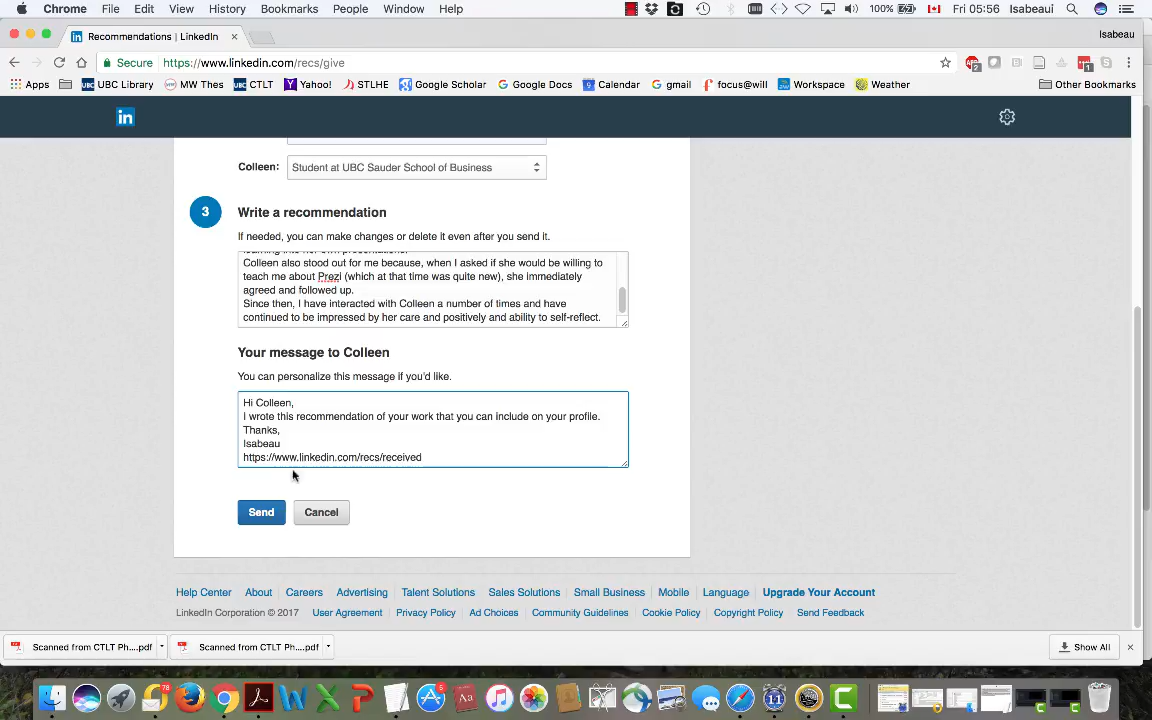 Chrome File Edit View History Bookmarks People Window Help 100% Fri 05:56 Isabeaui
Recommendations | LinkedIn Isabeau
Secure https://www.linkedin.com/recs/give
Apps UBC Library MW Thes CTLT Yahoo! STLHE Google Scholar Google Docs Calendar gmail focus@will Workspace Weather Other Bookmarks
in
Colleen: Student at UBC Sauder School of Business
3 Write a recommendation
If needed, you can make changes or delete it even after you send it.
learning into her own presentations.
Colleen also stood out for me because, when I asked if she would be willing to
teach me about Prezi (which at that time was quite new), she immediately
agreed and followed up.
Since then, I have interacted with Colleen a number of times and have
continued to be impressed by her care and positively and ability to self-reflect.
Your message to Colleen
You can personalize this message if you'd like.
Hi Colleen,
I wrote this recommendation of your work that you can include on your profile.
Thanks,
Isabeau
https://www.linkedin.com/recs/received
Send Cancel
Help Center About Careers Advertising Talent Solutions Sales Solutions Small Business Mobile Language Upgrade Your Account
LinkedIn Corporation © 2017 User Agreement Privacy Policy Ad Choices Community Guidelines Cookie Policy Copyright Policy Send Feedback
Scanned from CTLT Ph....pdf Scanned from CTLT Ph....pdf Show All
78 5 11